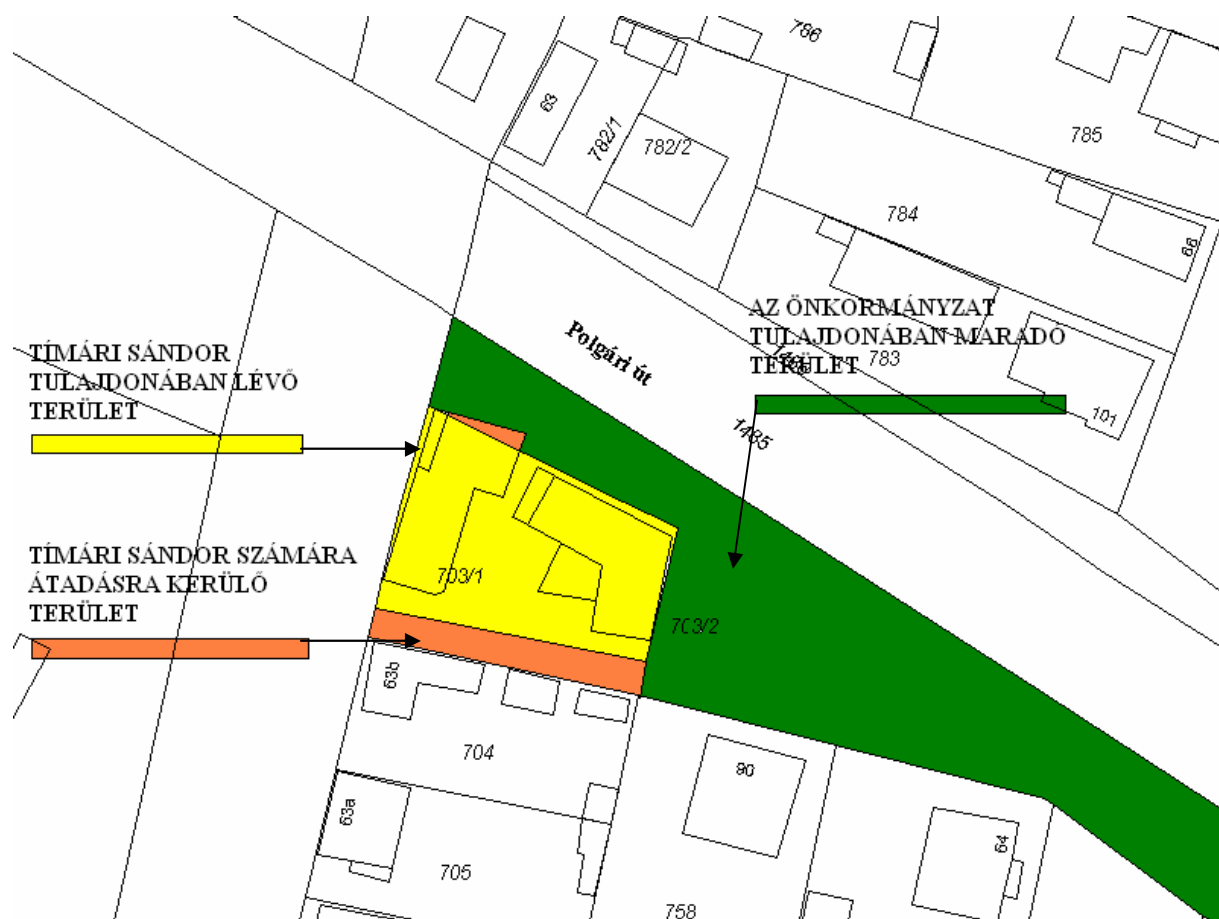 786
63
782/1
782/2
785
784
66
AZ ÖNKORMÁNYZAT
TULAJDONÁBAN MARADÓ
TERÜLET
783
Polgári út
101
1485
TÍMÁRI SÁNDOR
TULAJDONÁBAN LÉVŐ
TERÜLET
TÍMÁRI SÁNDOR SZÁMÁRA
ÁTADÁSRA KERÜLŐ
TERÜLET
703/1
703/2
63b
704
90
63a
64
705
758